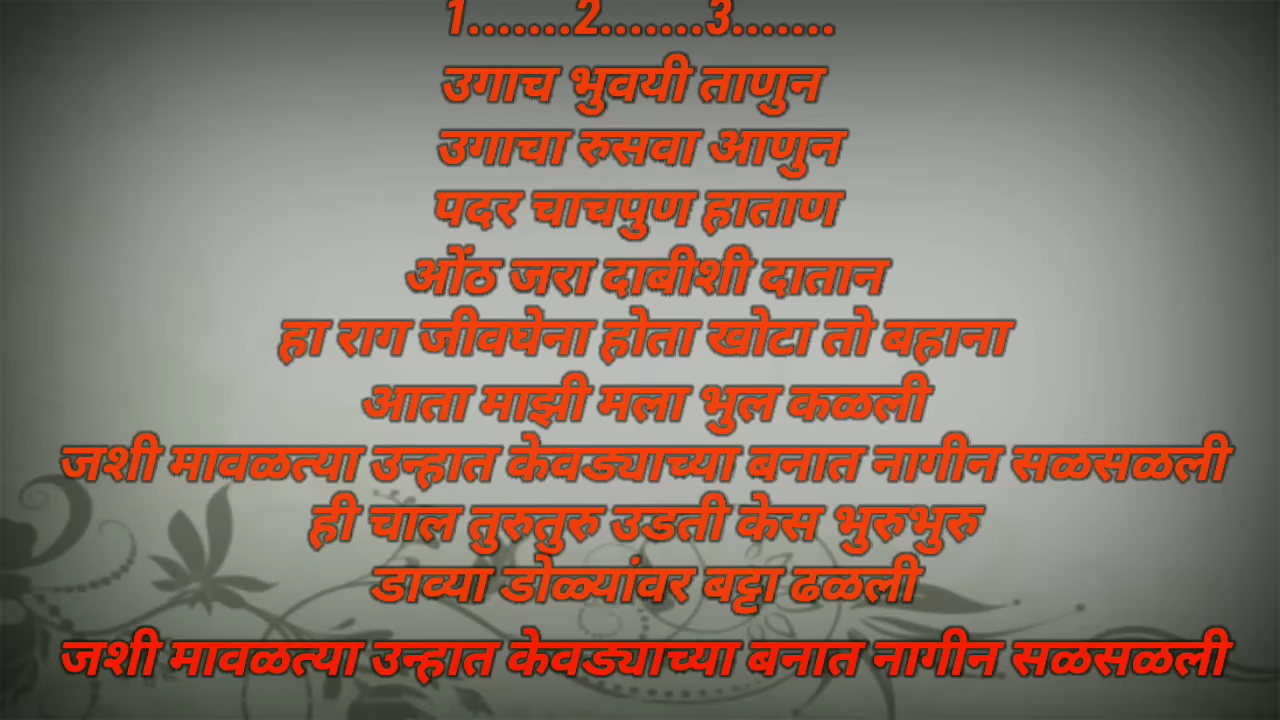 1.......2.......3.......
उगाच भुवयी ताणुन
उगाचा रुसवा आणुन
पदर चाचपुण हाताण
ओंठ जरा दाबीशी दातान
हा राग जीवघेना होता खोटा तो बहाना
आता माझी मला भुल कळली
जशी मावळत्या उन्हात केवड्याच्या बनात नागीन सळसळली
ही चाल तुरुतुरु उडती केस भुरुभुरु
डाव्या डोळ्यांवर बट्टा ढळली
जशी मावळत्या उन्हात केवड्याच्या बनात नागीन सळसळली